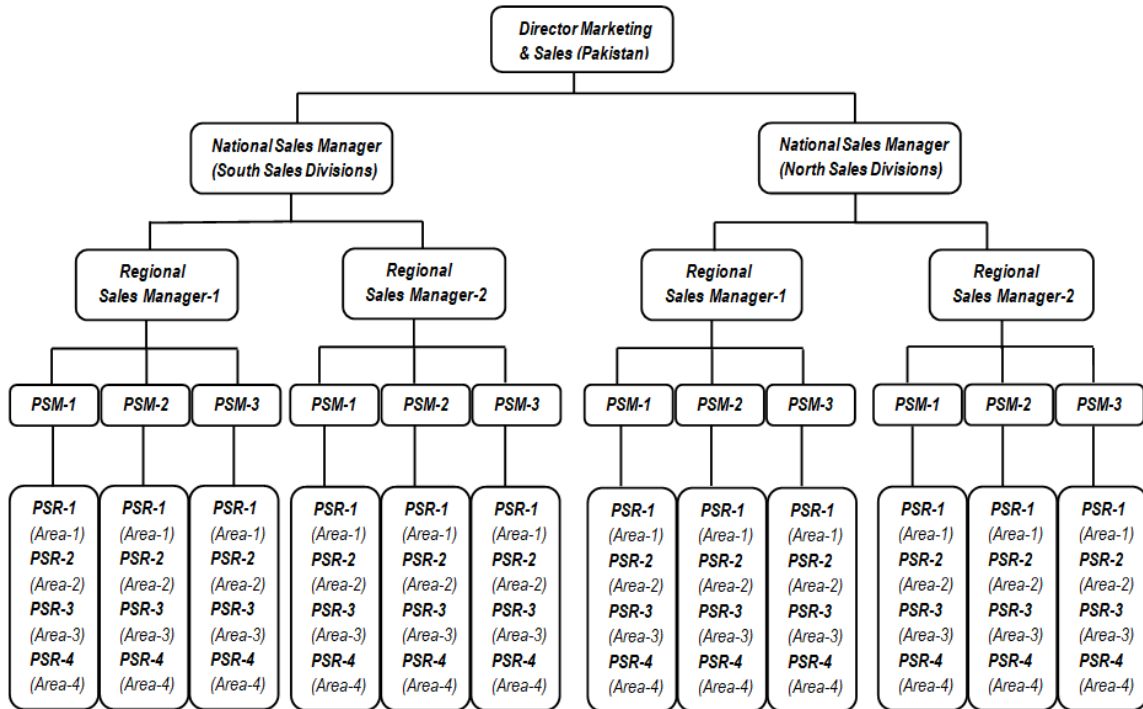 Director Marketing
& Sales (Pakistan)
National Sales Manager
(South Sales Divisions)
National Sales Manager
(North Sales Divisions)
Regional
Sales Manager-1
Regional
Sales Manager-2
Regional
Sales Manager-1
Regional
Sales Manager-2
PSM-1 PSM-2 PSM-3 PSM-1 PSM-2 PSM-3 PSM-1 PSM-2 PSM-3 PSM-1 PSM-2 PSM-3
PSR-1 PSR-1 PSR-1 PSR-1 PSR-1 PSR-1 PSR-1 PSR-1 PSR-1 PSR-1 PSR-1 PSR-1
(Area-1) (Area-1) (Area-1) (Area-1) (Area-1) (Area-1) (Area-1) (Area-1) (Area-1) (Area-1) (Area-1) (Area-1)
PSR-2 PSR-2 PSR-2 PSR-2 PSR-2 PSR-2 PSR-2 PSR-2 PSR-2 PSR-2 PSR-2 PSR-2
(Area-2) (Area-2) (Area-2) (Area-2) (Area-2) (Area-2) (Area-2) (Area-2) (Area-2) (Area-2) (Area-2) (Area-2)
PSR-3 PSR-3 PSR-3 PSR-3 PSR-3 PSR-3 PSR-3 PSR-3 PSR-3 PSR-3 PSR-3 PSR-3
(Area-3) (Area-3) (Area-3) (Area-3) (Area-3) (Area-3) (Area-3) (Area-3) (Area-3) (Area-3) (Area-3) (Area-3)
PSR-4 PSR-4 PSR-4 PSR-4 PSR-4 PSR-4 PSR-4 PSR-4 PSR-4 PSR-4 PSR-4 PSR-4
(Area-4) (Area-4) (Area-4) (Area-4) (Area-4) (Area-4) (Area-4) (Area-4) (Area-4) (Area-4) (Area-4) (Area-4)